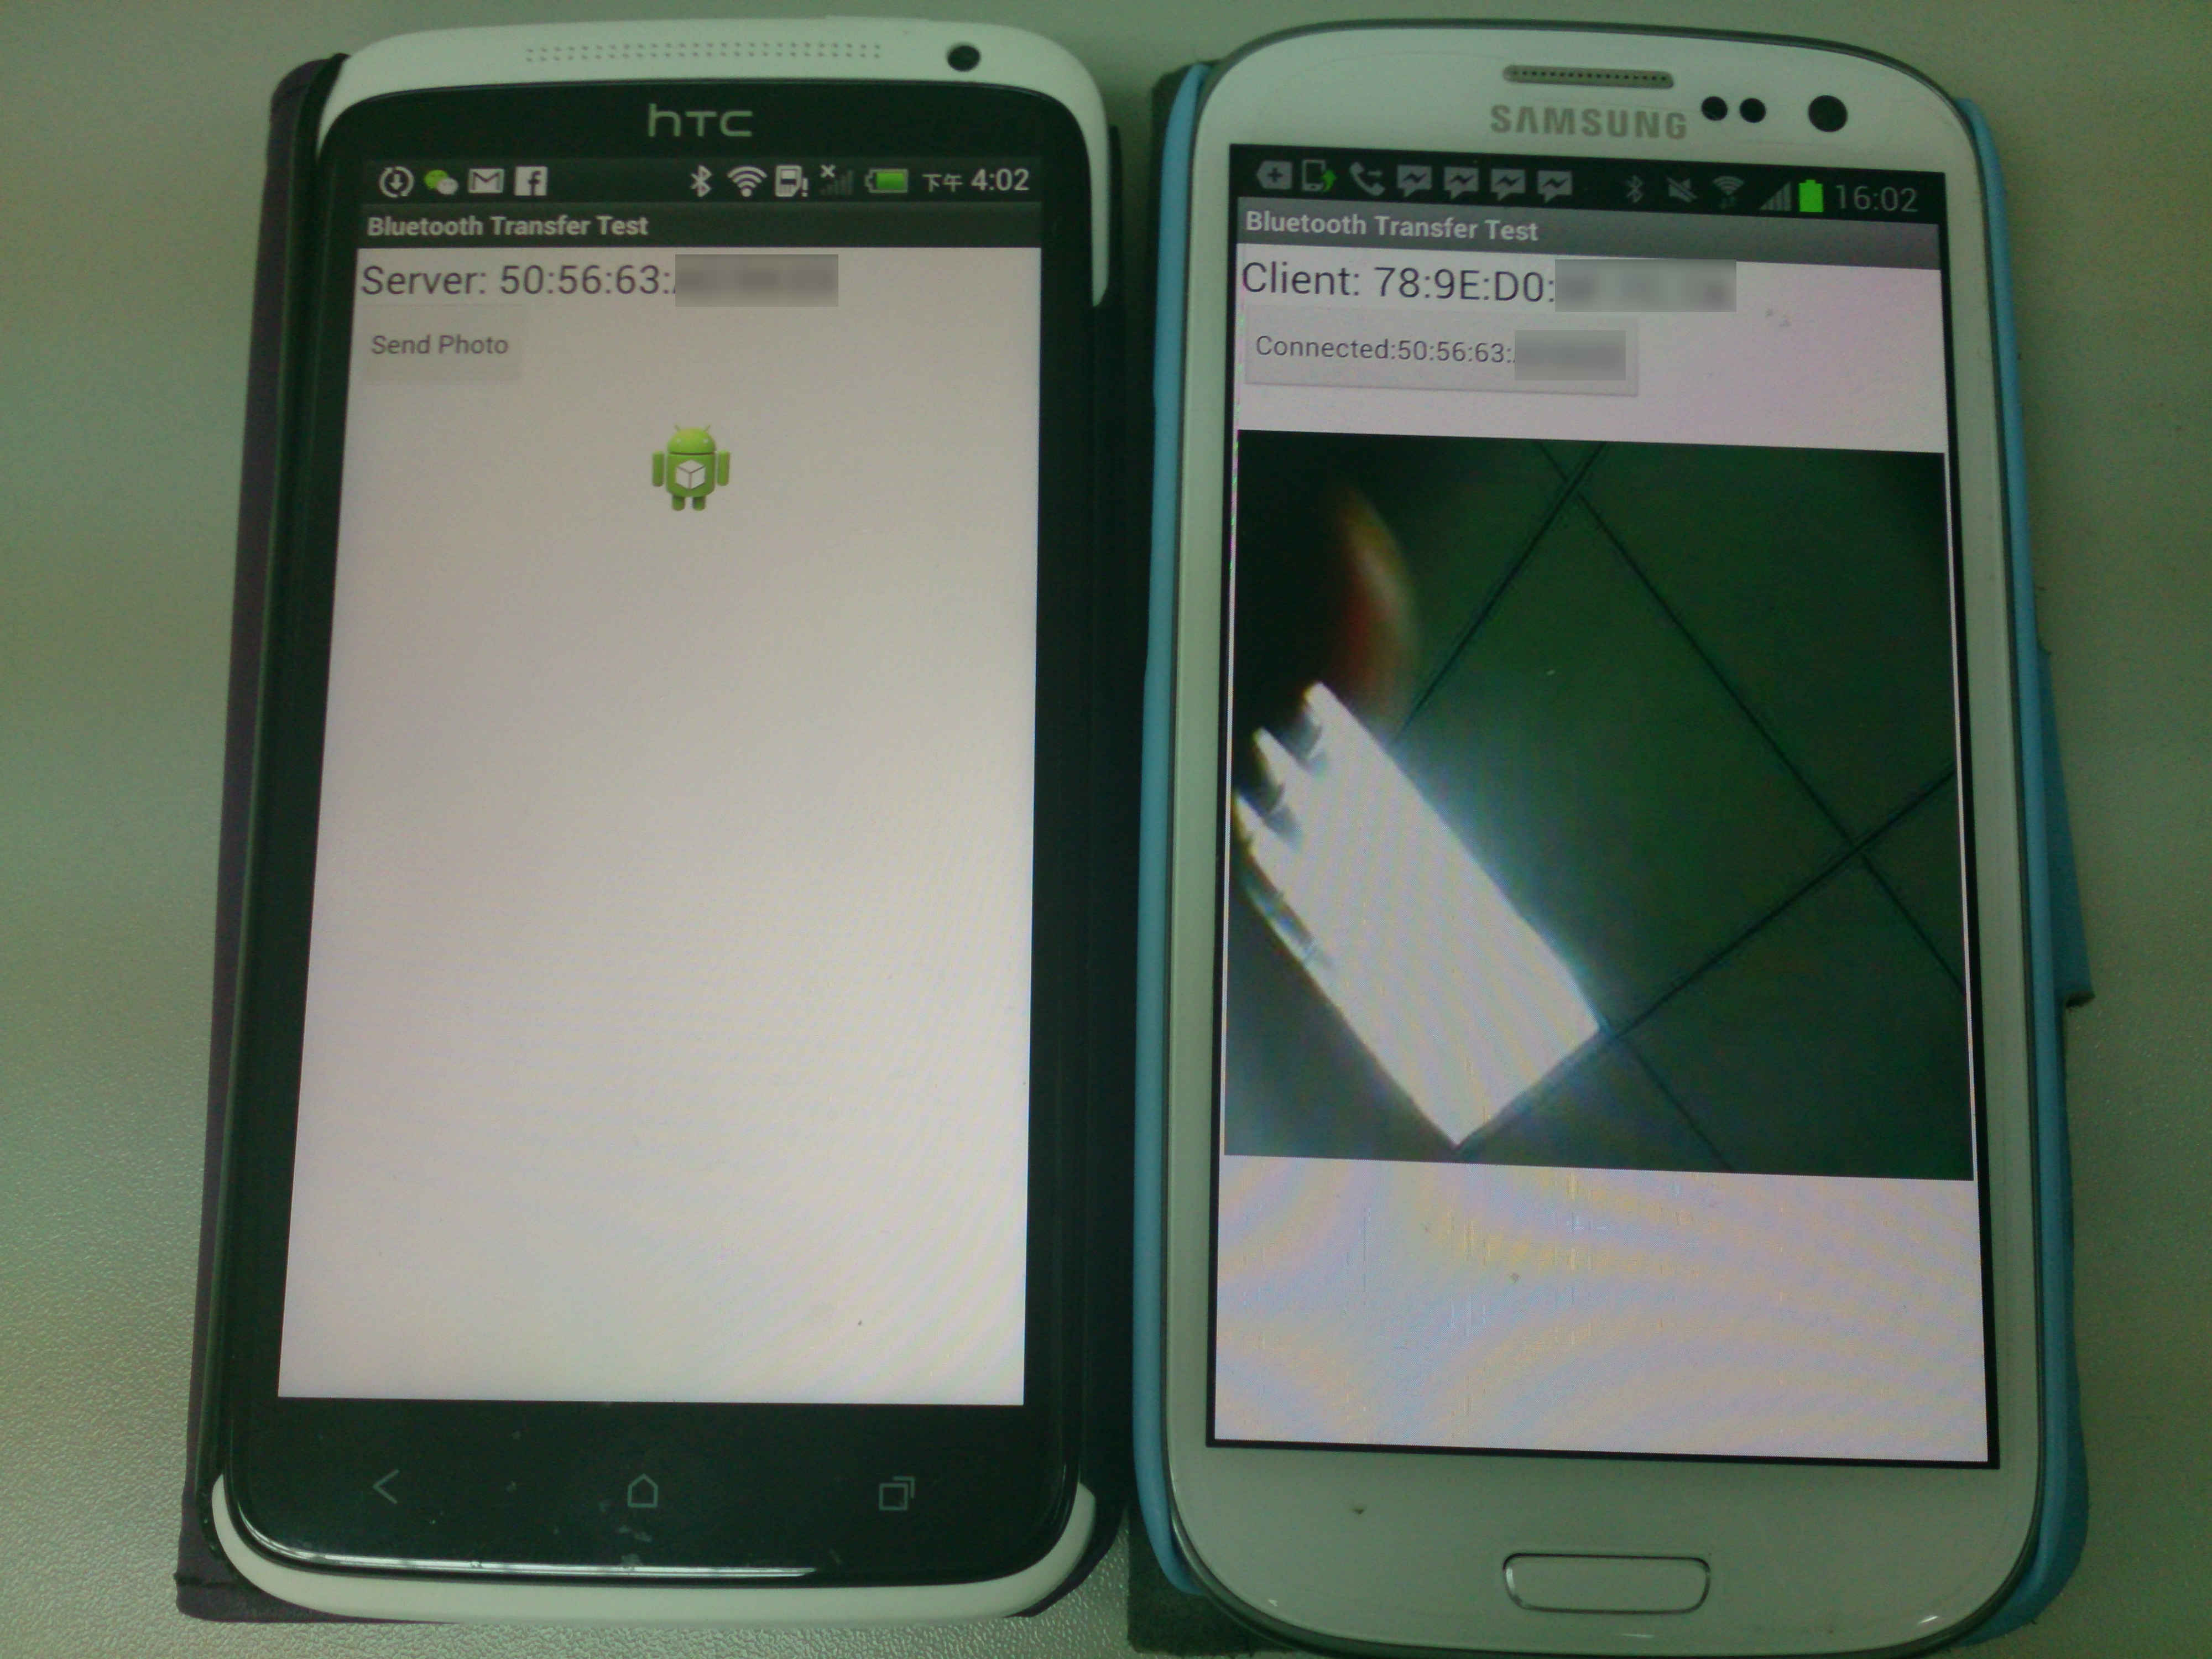 hTC
下午 4:02
Bluetooth Transfer Test
Server: 50:56:63:
Send Photo
SAMSUNG
16:02
Bluetooth Transfer Test
Client: 78:9E:D0:
Connected:50:56:63: